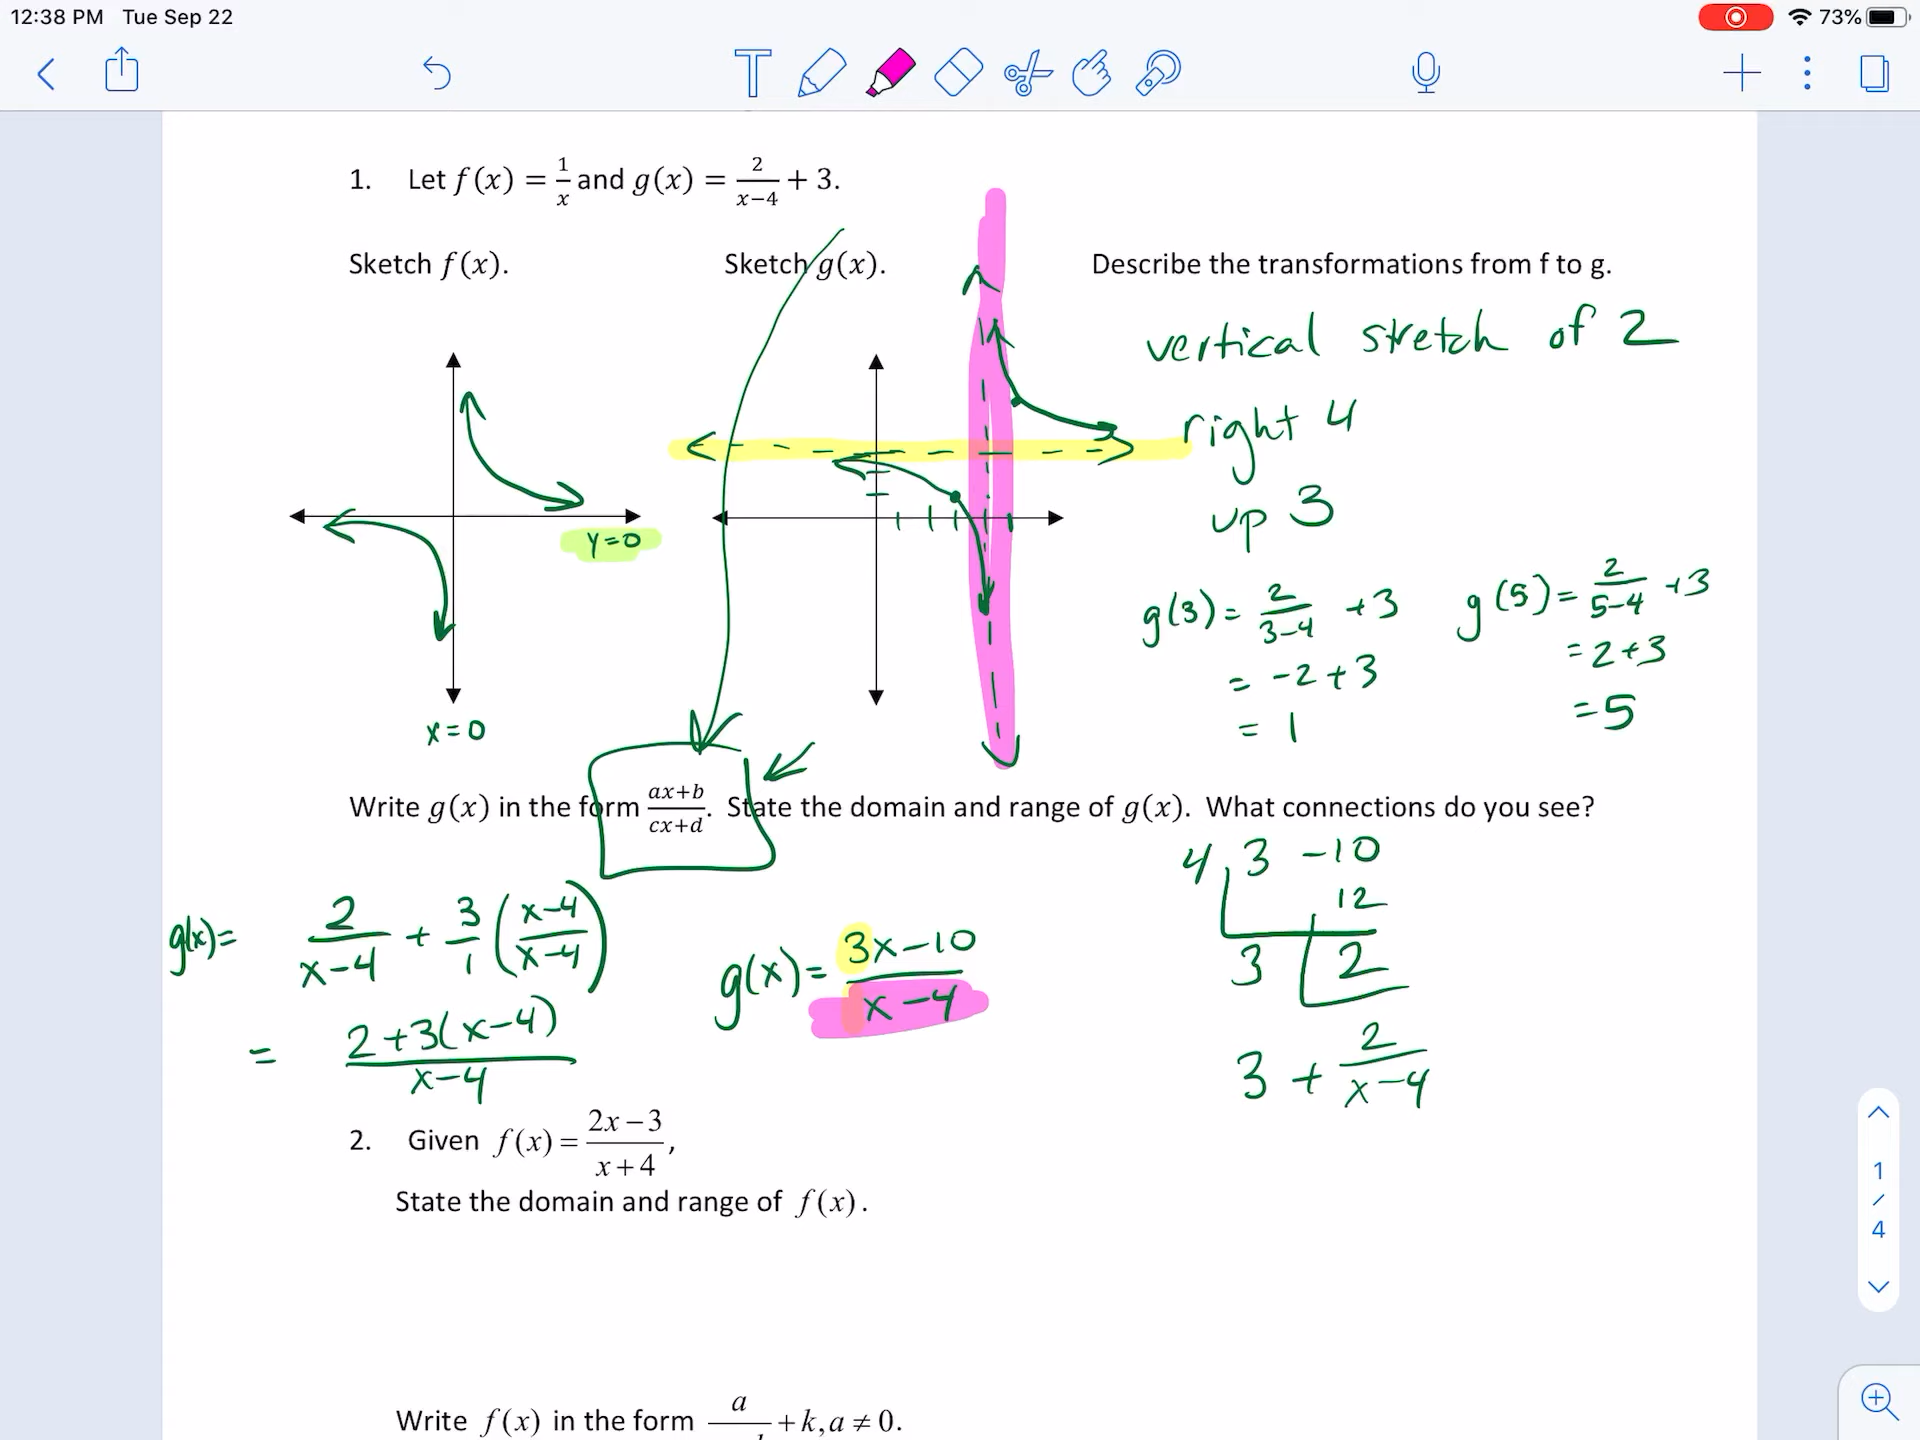 12:38 PM Tue Sep 22 73%
1. Let f(x) = 1/x and g(x) = 2/(x−4) + 3.
Sketch f(x). Sketch g(x). Describe the transformations from f to g.
vertical stretch of 2
right 4
up 3
y=0
x=0
g(3) = 2/(3-4) +3
= -2+3
= 1
g(5) = 2/(5-4) +3
= 2+3
= 5
Write g(x) in the form (ax+b)/(cx+d). State the domain and range of g(x). What connections do you see?
g(x) = 2/(x-4) + 3/1 ((x-4)/(x-4))
= (2+3(x-4))/(x-4)
g(x) = (3x-10)/(x-4)
4 3 -10
12
3 2
3 + 2/(x-4)
2. Given f(x) = (2x−3)/(x+4),
State the domain and range of f(x).
1
/
4
Write f(x) in the form a/ + k, a ≠ 0.